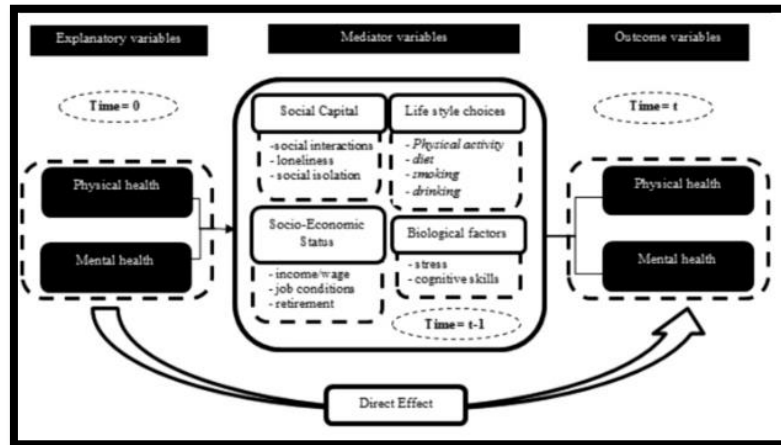 Explanatory variables
Mediator variables
Outcome variables
Time= 0
Time= t
Social Capital
-social interactions
- loneliness
- social isolation
Life style choices
- Physical activity
- diet
- smoking
- drinking
Physical health
Mental health
Socio-Economic
Status
- income/wage
- job conditions
- retirement
Biological factors
- stress
- cognitive skills
Time= t-1
Physical health
Mental health
Direct Effect